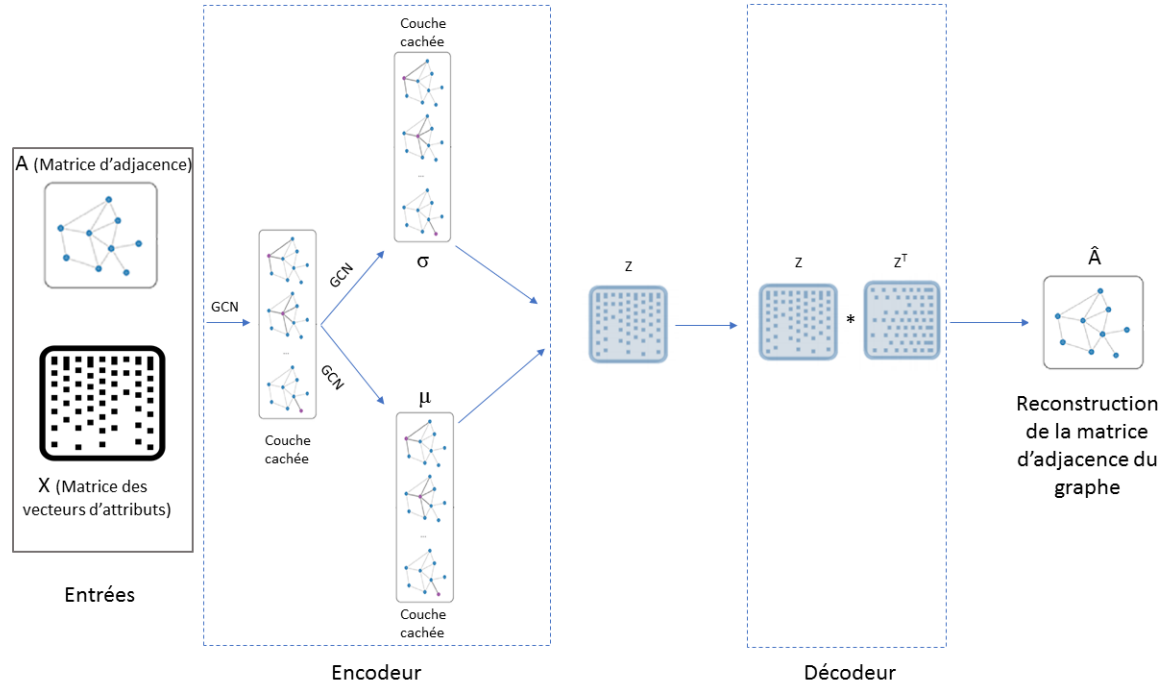 A (Matrice d'adjacence)
X (Matrice des
vecteurs d'attributs)
Entrées
GCN
Couche
cachée
GCN
GCN
Couche
cachée
σ
μ
Couche
cachée
Encodeur
Z
Z
*
Zᵀ
Décodeur
Â
Reconstruction
de la matrice
d'adjacence du
graphe